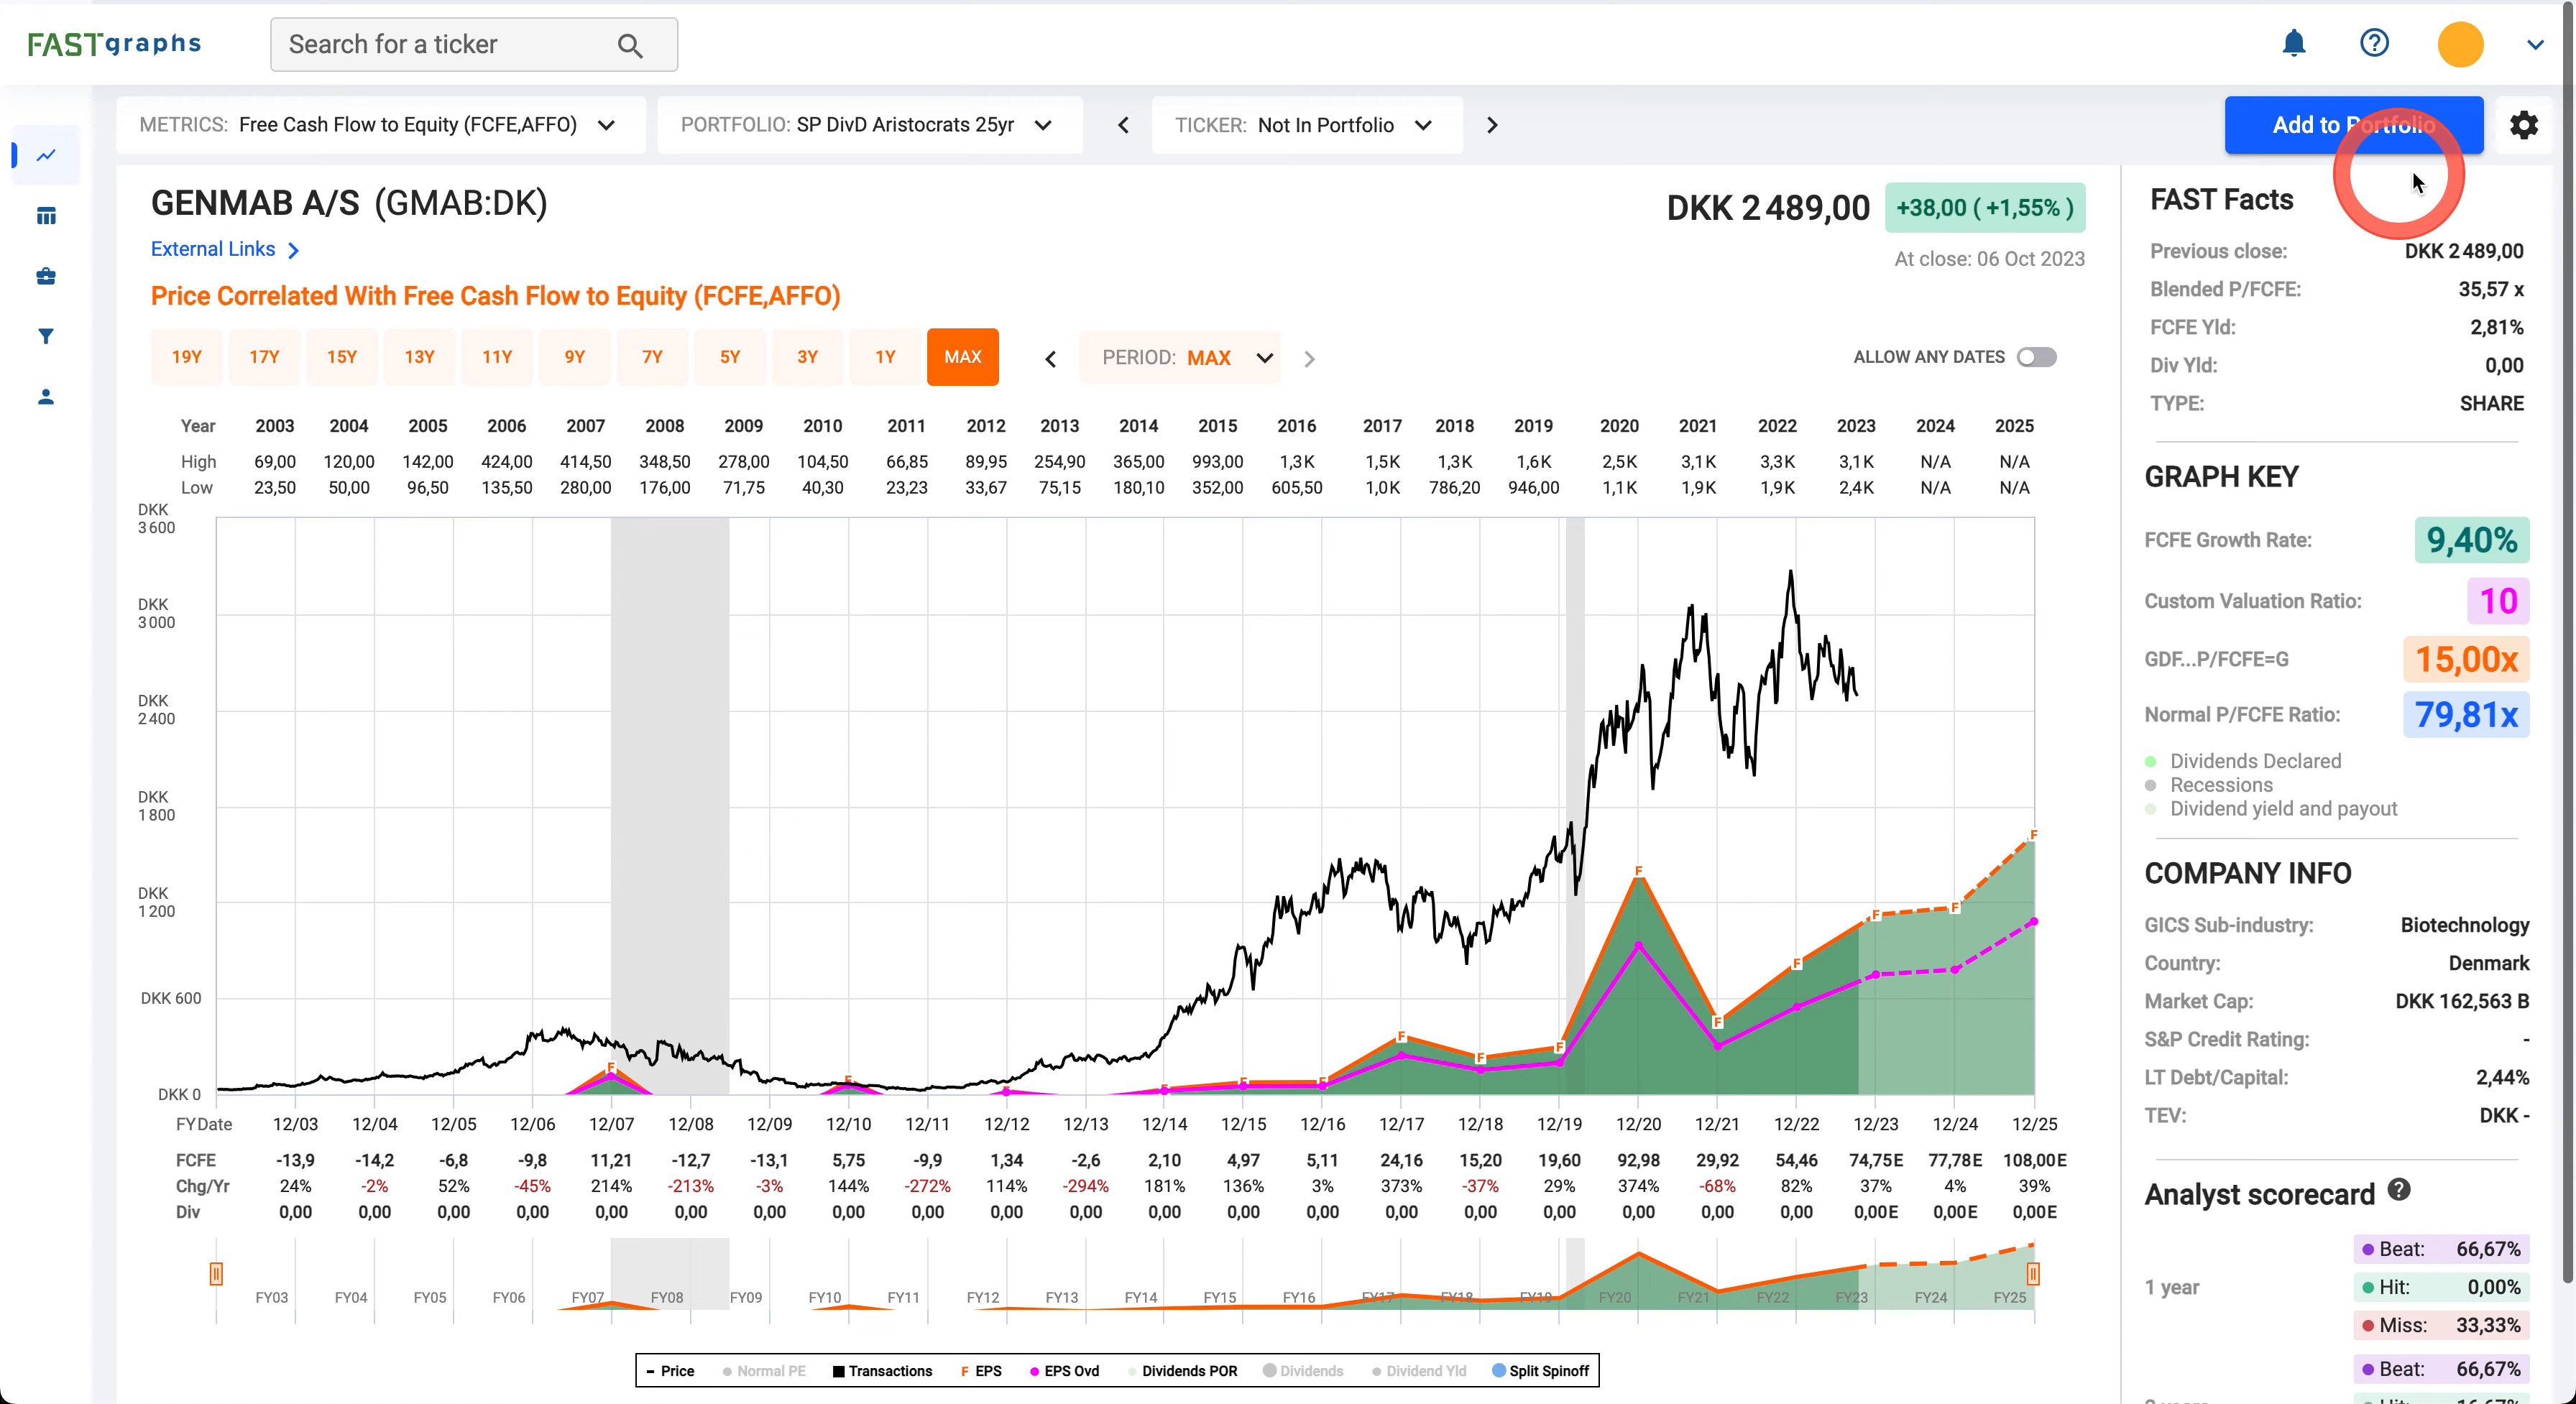 FAST graphs
Search for a ticker
METRICS: Free Cash Flow to Equity (FCFE,AFFO)
PORTFOLIO: SP DivD Aristocrats 25yr
TICKER: Not In Portfolio
Add to Portfolio
GENMAB A/S (GMAB:DK)
DKK 2 489,00 +38,00 ( +1,55% )
External Links
At close: 06 Oct 2023
Price Correlated With Free Cash Flow to Equity (FCFE,AFFO)
19Y 17Y 15Y 13Y 11Y 9Y 7Y 5Y 3Y 1Y MAX
PERIOD: MAX
ALLOW ANY DATES
Year 2003 2004 2005 2006 2007 2008 2009 2010 2011 2012 2013 2014 2015 2016 2017 2018 2019 2020 2021 2022 2023 2024 2025
High 69,00 120,00 142,00 424,00 414,50 348,50 278,00 104,50 66,85 89,95 254,90 365,00 993,00 1,3K 1,5K 1,3K 1,6K 2,5K 3,1K 3,3K 3,1K N/A N/A
Low 23,50 50,00 96,50 135,50 280,00 176,00 71,75 40,30 23,23 33,67 75,15 180,10 352,00 605,50 1,0K 786,20 946,00 1,1K 1,9K 1,9K 2,4K N/A N/A
DKK
3 600
DKK
3 000
DKK
2 400
DKK
1 800
DKK
1 200
DKK 600
DKK 0
F F F F F F F F F F F F F F F F
FYDate 12/03 12/04 12/05 12/06 12/07 12/08 12/09 12/10 12/11 12/12 12/13 12/14 12/15 12/16 12/17 12/18 12/19 12/20 12/21 12/22 12/23 12/24 12/25
FCFE -13,9 -14,2 -6,8 -9,8 11,21 -12,7 -13,1 5,75 -9,9 1,34 -2,6 2,10 4,97 5,11 24,16 15,20 19,60 92,98 29,92 54,46 74,75E 77,78E 108,00E
Chg/Yr 24% -2% 52% -45% 214% -213% -3% 144% -272% 114% -294% 181% 136% 3% 373% -37% 29% 374% -68% 82% 37% 4% 39%
Div 0,00 0,00 0,00 0,00 0,00 0,00 0,00 0,00 0,00 0,00 0,00 0,00 0,00 0,00 0,00 0,00 0,00 0,00 0,00 0,00 0,00E 0,00E 0,00E
FY03 FY04 FY05 FY06 FY07 FY08 FY09 FY10 FY11 FY12 FY13 FY14 FY15 FY16 FY17 FY18 FY19 FY20 FY21 FY22 FY23 FY24 FY25
Price Normal PE Transactions F EPS EPS Ovd Dividends POR Dividends Dividend Yld Split Spinoff
FAST Facts
Previous close: DKK 2 489,00
Blended P/FCFE: 35,57 x
FCFE Yld: 2,81%
Div Yld: 0,00
TYPE: SHARE
GRAPH KEY
FCFE Growth Rate: 9,40%
Custom Valuation Ratio: 10
GDF...P/FCFE=G 15,00x
Normal P/FCFE Ratio: 79,81x
Dividends Declared
Recessions
Dividend yield and payout
COMPANY INFO
GICS Sub-industry: Biotechnology
Country: Denmark
Market Cap: DKK 162,563 B
S&P Credit Rating: -
LT Debt/Capital: 2,44%
TEV: DKK -
Analyst scorecard ?
1 year
Beat: 66,67%
Hit: 0,00%
Miss: 33,33%
Beat: 66,67%